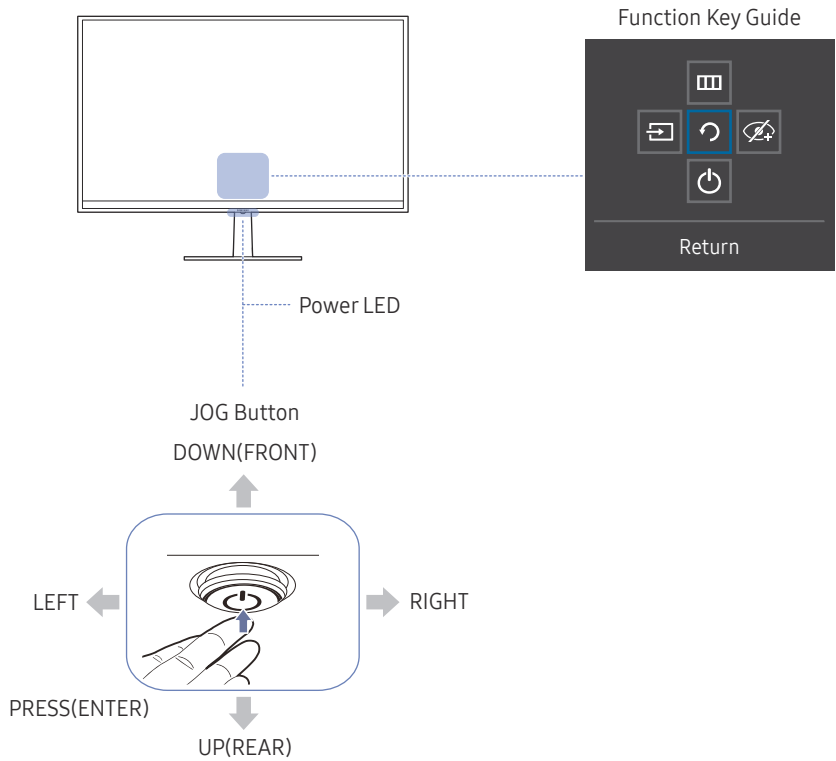 Function Key Guide
Return
Power LED
JOG Button
DOWN(FRONT)
LEFT
RIGHT
PRESS(ENTER)
UP(REAR)